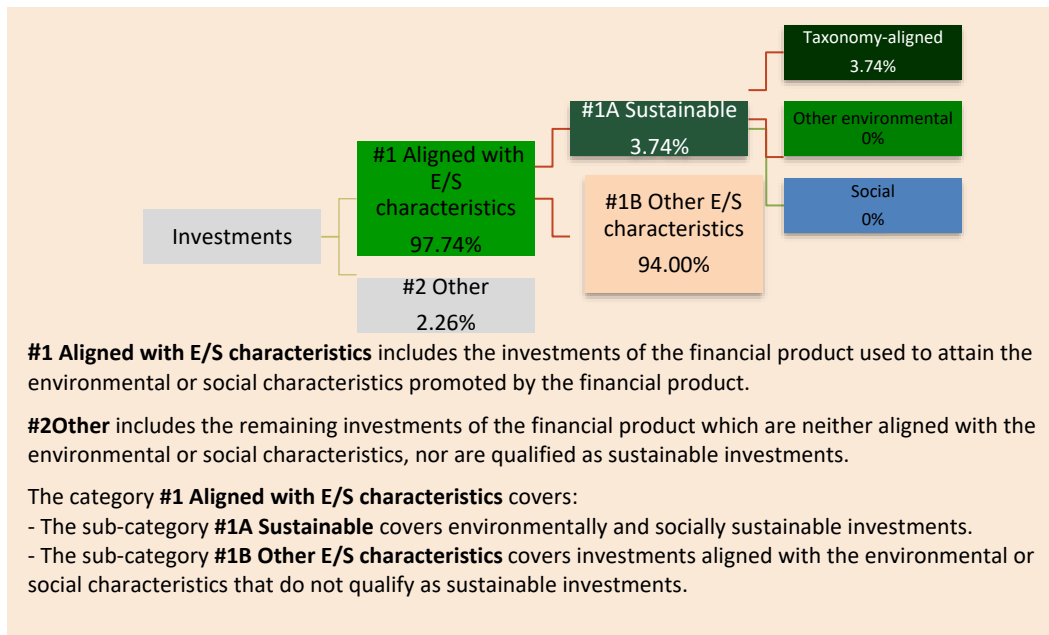 Taxonomy-aligned
3.74%
#1A Sustainable
3.74%
Other environmental
0%
#1 Aligned with
E/S
characteristics
97.74%
#1B Other E/S
characteristics
94.00%
Social
0%
Investments
#2 Other
2.26%
#1 Aligned with E/S characteristics includes the investments of the financial product used to attain the
environmental or social characteristics promoted by the financial product.
#2Other includes the remaining investments of the financial product which are neither aligned with the
environmental or social characteristics, nor are qualified as sustainable investments.
The category #1 Aligned with E/S characteristics covers:
- The sub-category #1A Sustainable covers environmentally and socially sustainable investments.
- The sub-category #1B Other E/S characteristics covers investments aligned with the environmental or
social characteristics that do not qualify as sustainable investments.